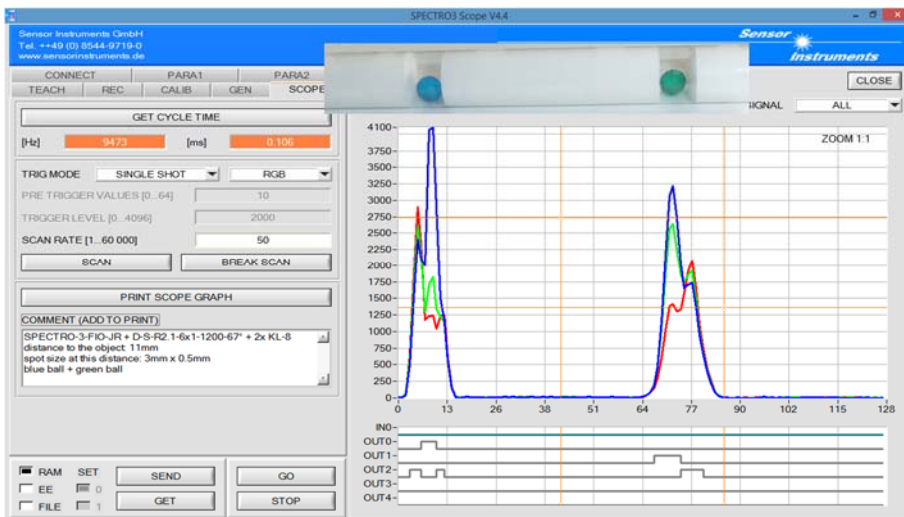 SPECTRO3 Scope V4.4
Sensor Instruments GmbH
Tel. ++49 (0) 8544-9719-0
www.sensorinstruments.de
Sensor
Instruments
CONNECT PARA1 PARA2
TEACH REC CALIB GEN SCOPE
CLOSE
SIGNAL ALL
GET CYCLE TIME
[Hz] 9473 [ms] 0.106
TRIG MODE SINGLE SHOT RGB
PRE TRIGGER VALUES [0...64] 10
TRIGGER LEVEL [0...4096] 2000
SCAN RATE [1...60 000] 50
SCAN BREAK SCAN
PRINT SCOPE GRAPH
COMMENT (ADD TO PRINT)
SPECTRO-3-FIO-JR + D-S-R2.1-6x1-1200-67° + 2x KL-8
distance to the object: 11mm
spot size at this distance: 3mm x 0.5mm
blue ball + green ball
RAM SET SEND GO
EE 0
FILE 1 GET STOP
ZOOM 1:1
4100
3750
3500
3250
3000
2750
2500
2250
2000
1750
1500
1250
1000
750
500
250
0
0 13 26 38 51 64 77 90 102 115 128
IN0
OUT0
OUT1
OUT2
OUT3
OUT4